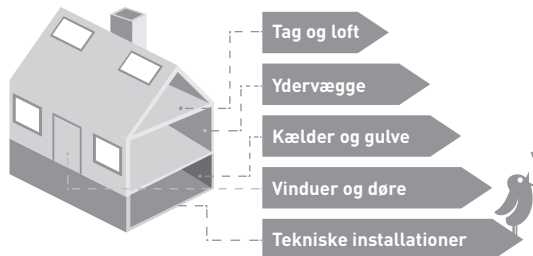 Tag og loft
Ydervægge
Kælder og gulve
Vinduer og døre
Tekniske installationer